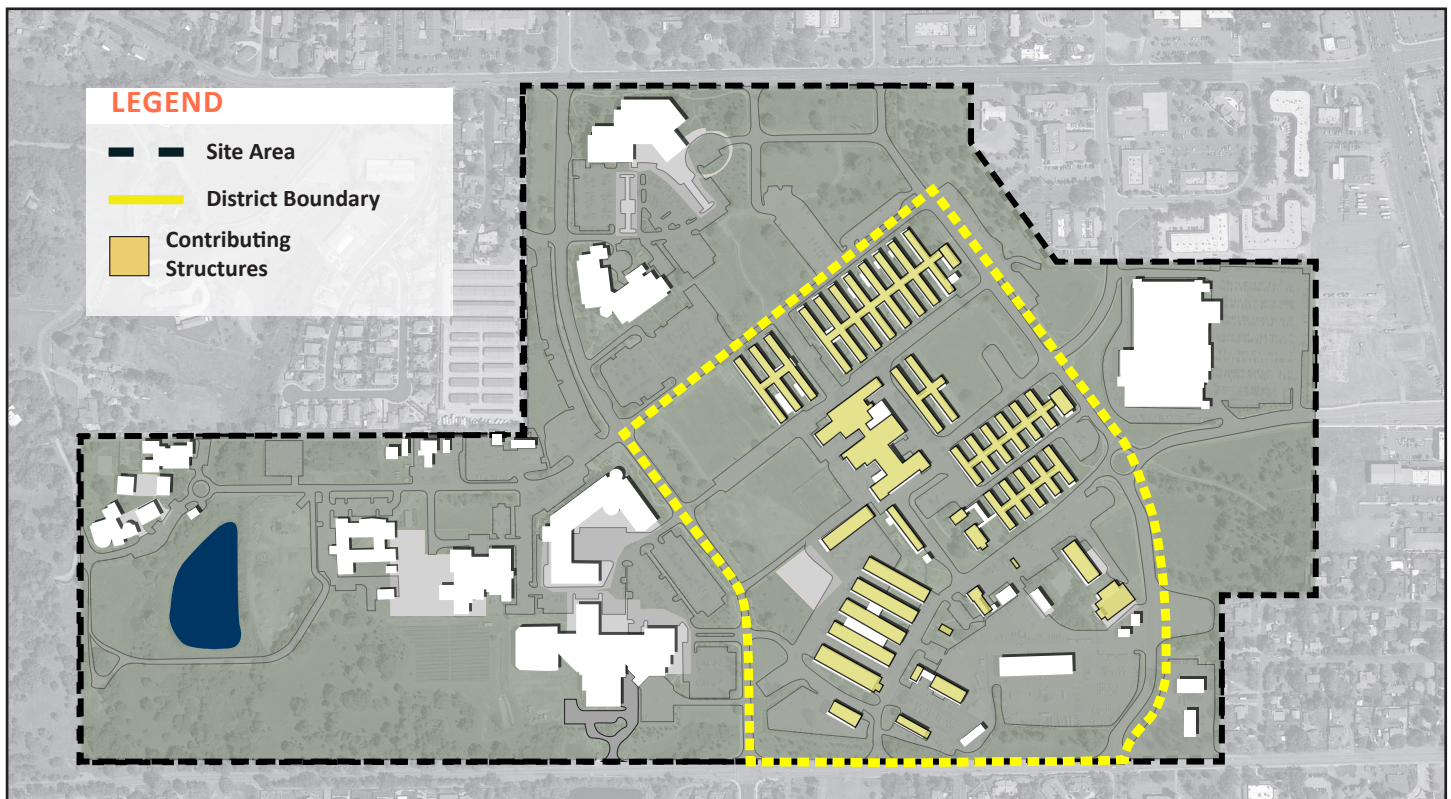 LEGEND
Site Area
District Boundary
Contributing
Structures